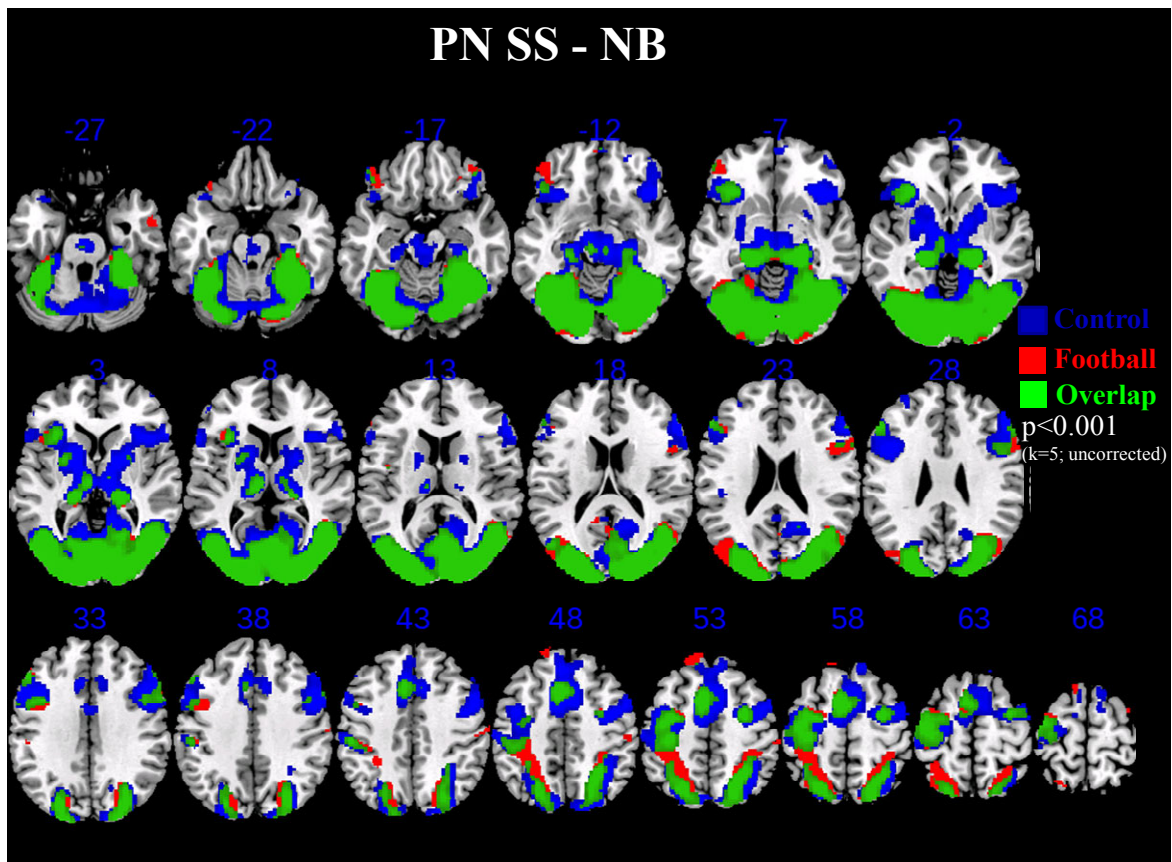 PN SS - NB
-27 -22 -17 -12 -7 -2
Control
Football
3 8 13 18 23 28
Overlap
p<0.001
(k=5; uncorrected)
33 38 43 48 53 58 63 68